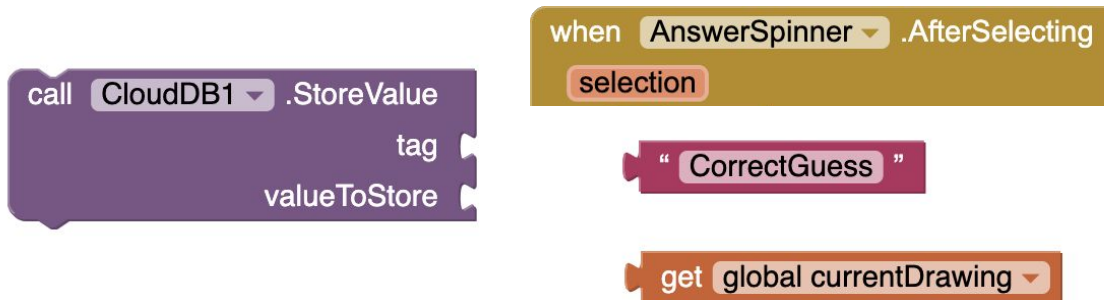 call CloudDB1 .StoreValue
tag
valueToStore
when AnswerSpinner .AfterSelecting
selection
“ CorrectGuess ”
get global currentDrawing